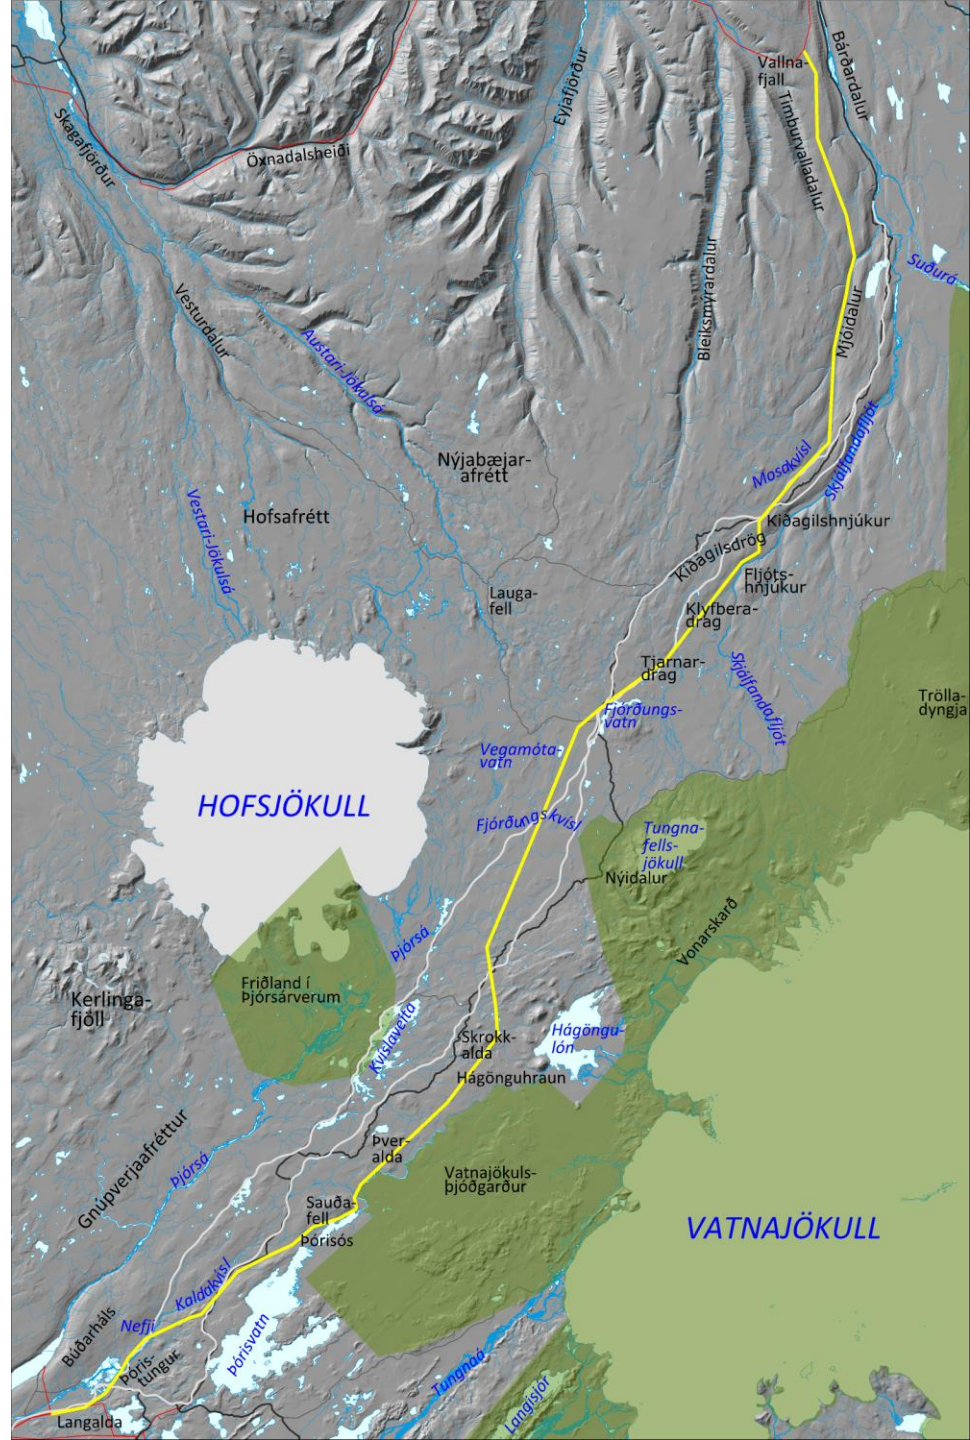 Vallna-
fjall
Bárðardalur
Eyjafjörður
Timburvalladalur
Skagafjörður
Öxnadalsheiði
Suðurá
Bleiksmýrardalur
Vesturdalur
Mjóidalur
Austari-Jökulsá
Nýjabæjar-
afrétt
Mosakvísl
Skjálfandafljót
Vestari-Jökulsá
Hofsafrétt
Kiðagilshnjúkur
Kiðagilsdrög
Fljóts-
hnjúkur
Lauga-
fell
Klyfbera-
drag
Tjarnar-
drag
Skjálfandafljót
Trölla-
dyngja
Fjórðungs-
vatn
Vegamóta-
vatn
HOFSJÖKULL
Fjórðungskvísl
Tungna-
fells-
jökull
Nýidalur
Vonarskarð
Þjórsá
Friðland í
Þjórsárverum
Kerlinga-
fjöll
Kvíslaveita
Hágöngu-
lón
Skrokk-
alda
Hágönguhraun
Gnúpverjaafréttur
Þjórsá
Þver-
alda
Vatnajökuls-
þjóðgarður
Sauða-
fell
Þórisós
VATNAJÖKULL
Kaldakvísl
Nefji
Búðarháls
Þórisvatn
Þóris-
tungur
Tungnaá
Langisjór
Langalda